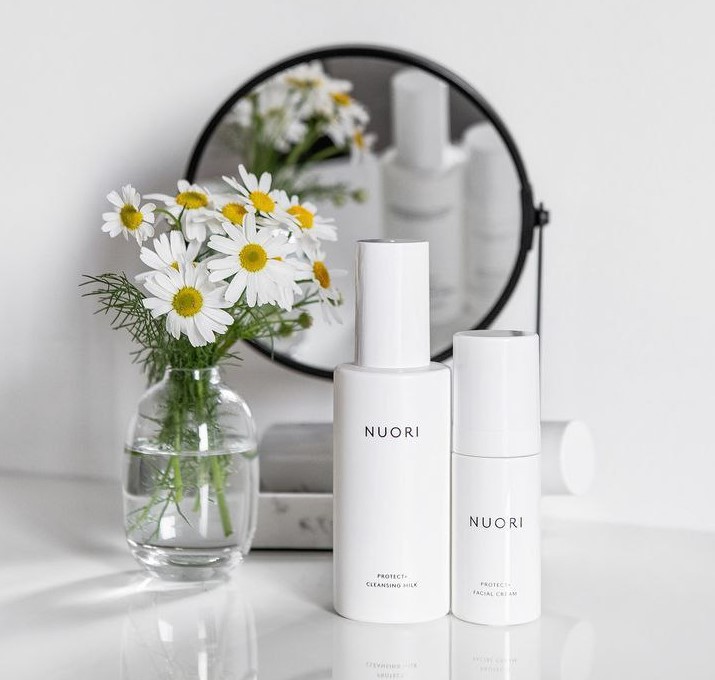 NUORI
PROTECT+
CLEANSING MILK
NUORI
PROTECT+
FACIAL CREAM